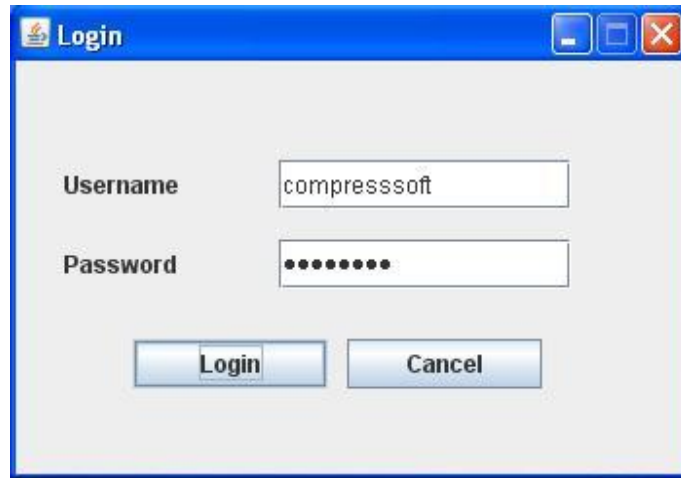 Login
Username compresssoft
Password ●●●●●●●●
Login Cancel